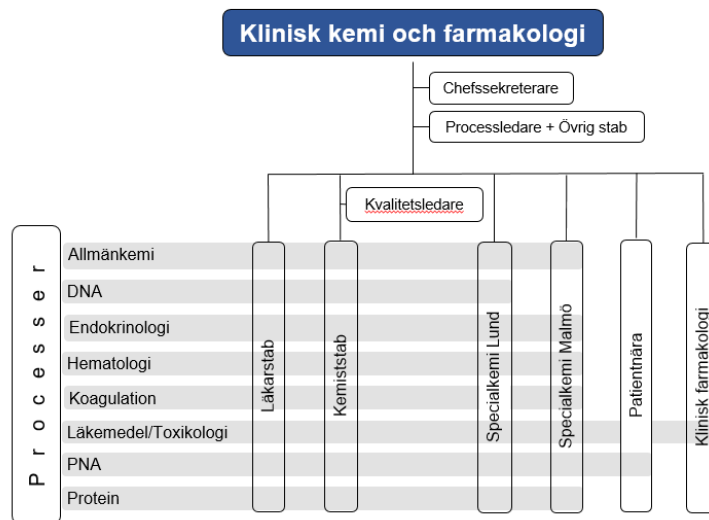 Klinisk kemi och farmakologi
Chefssekreterare
Processledare + Övrig stab
Kvalitetsledare
Processer
Allmänkemi
DNA
Endokrinologi
Hematologi
Koagulation
Läkemedel/Toxikologi
PNA
Protein
Läkarstab
Kemiststab
Specialkemi Lund
Specialkemi Malmö
Patientnära
Klinisk farmakologi